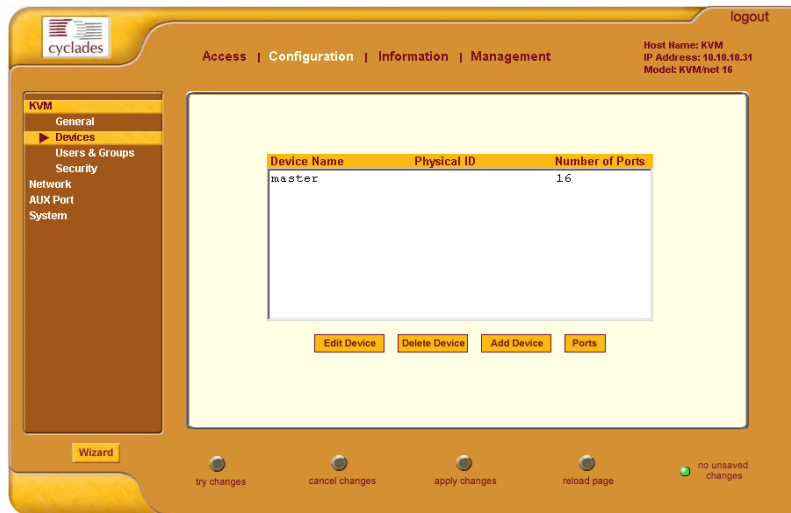 logout
cyclades
Access | Configuration | Information | Management
Host Name: KVM
IP Address: 10.10.10.31
Model: KVM/net 16
KVM
General
Devices
Users & Groups
Security
Network
AUX Port
System
Device Name Physical ID Number of Ports
master 16
Edit Device Delete Device Add Device Ports
Wizard
try changes cancel changes apply changes reload page
no unsaved
changes